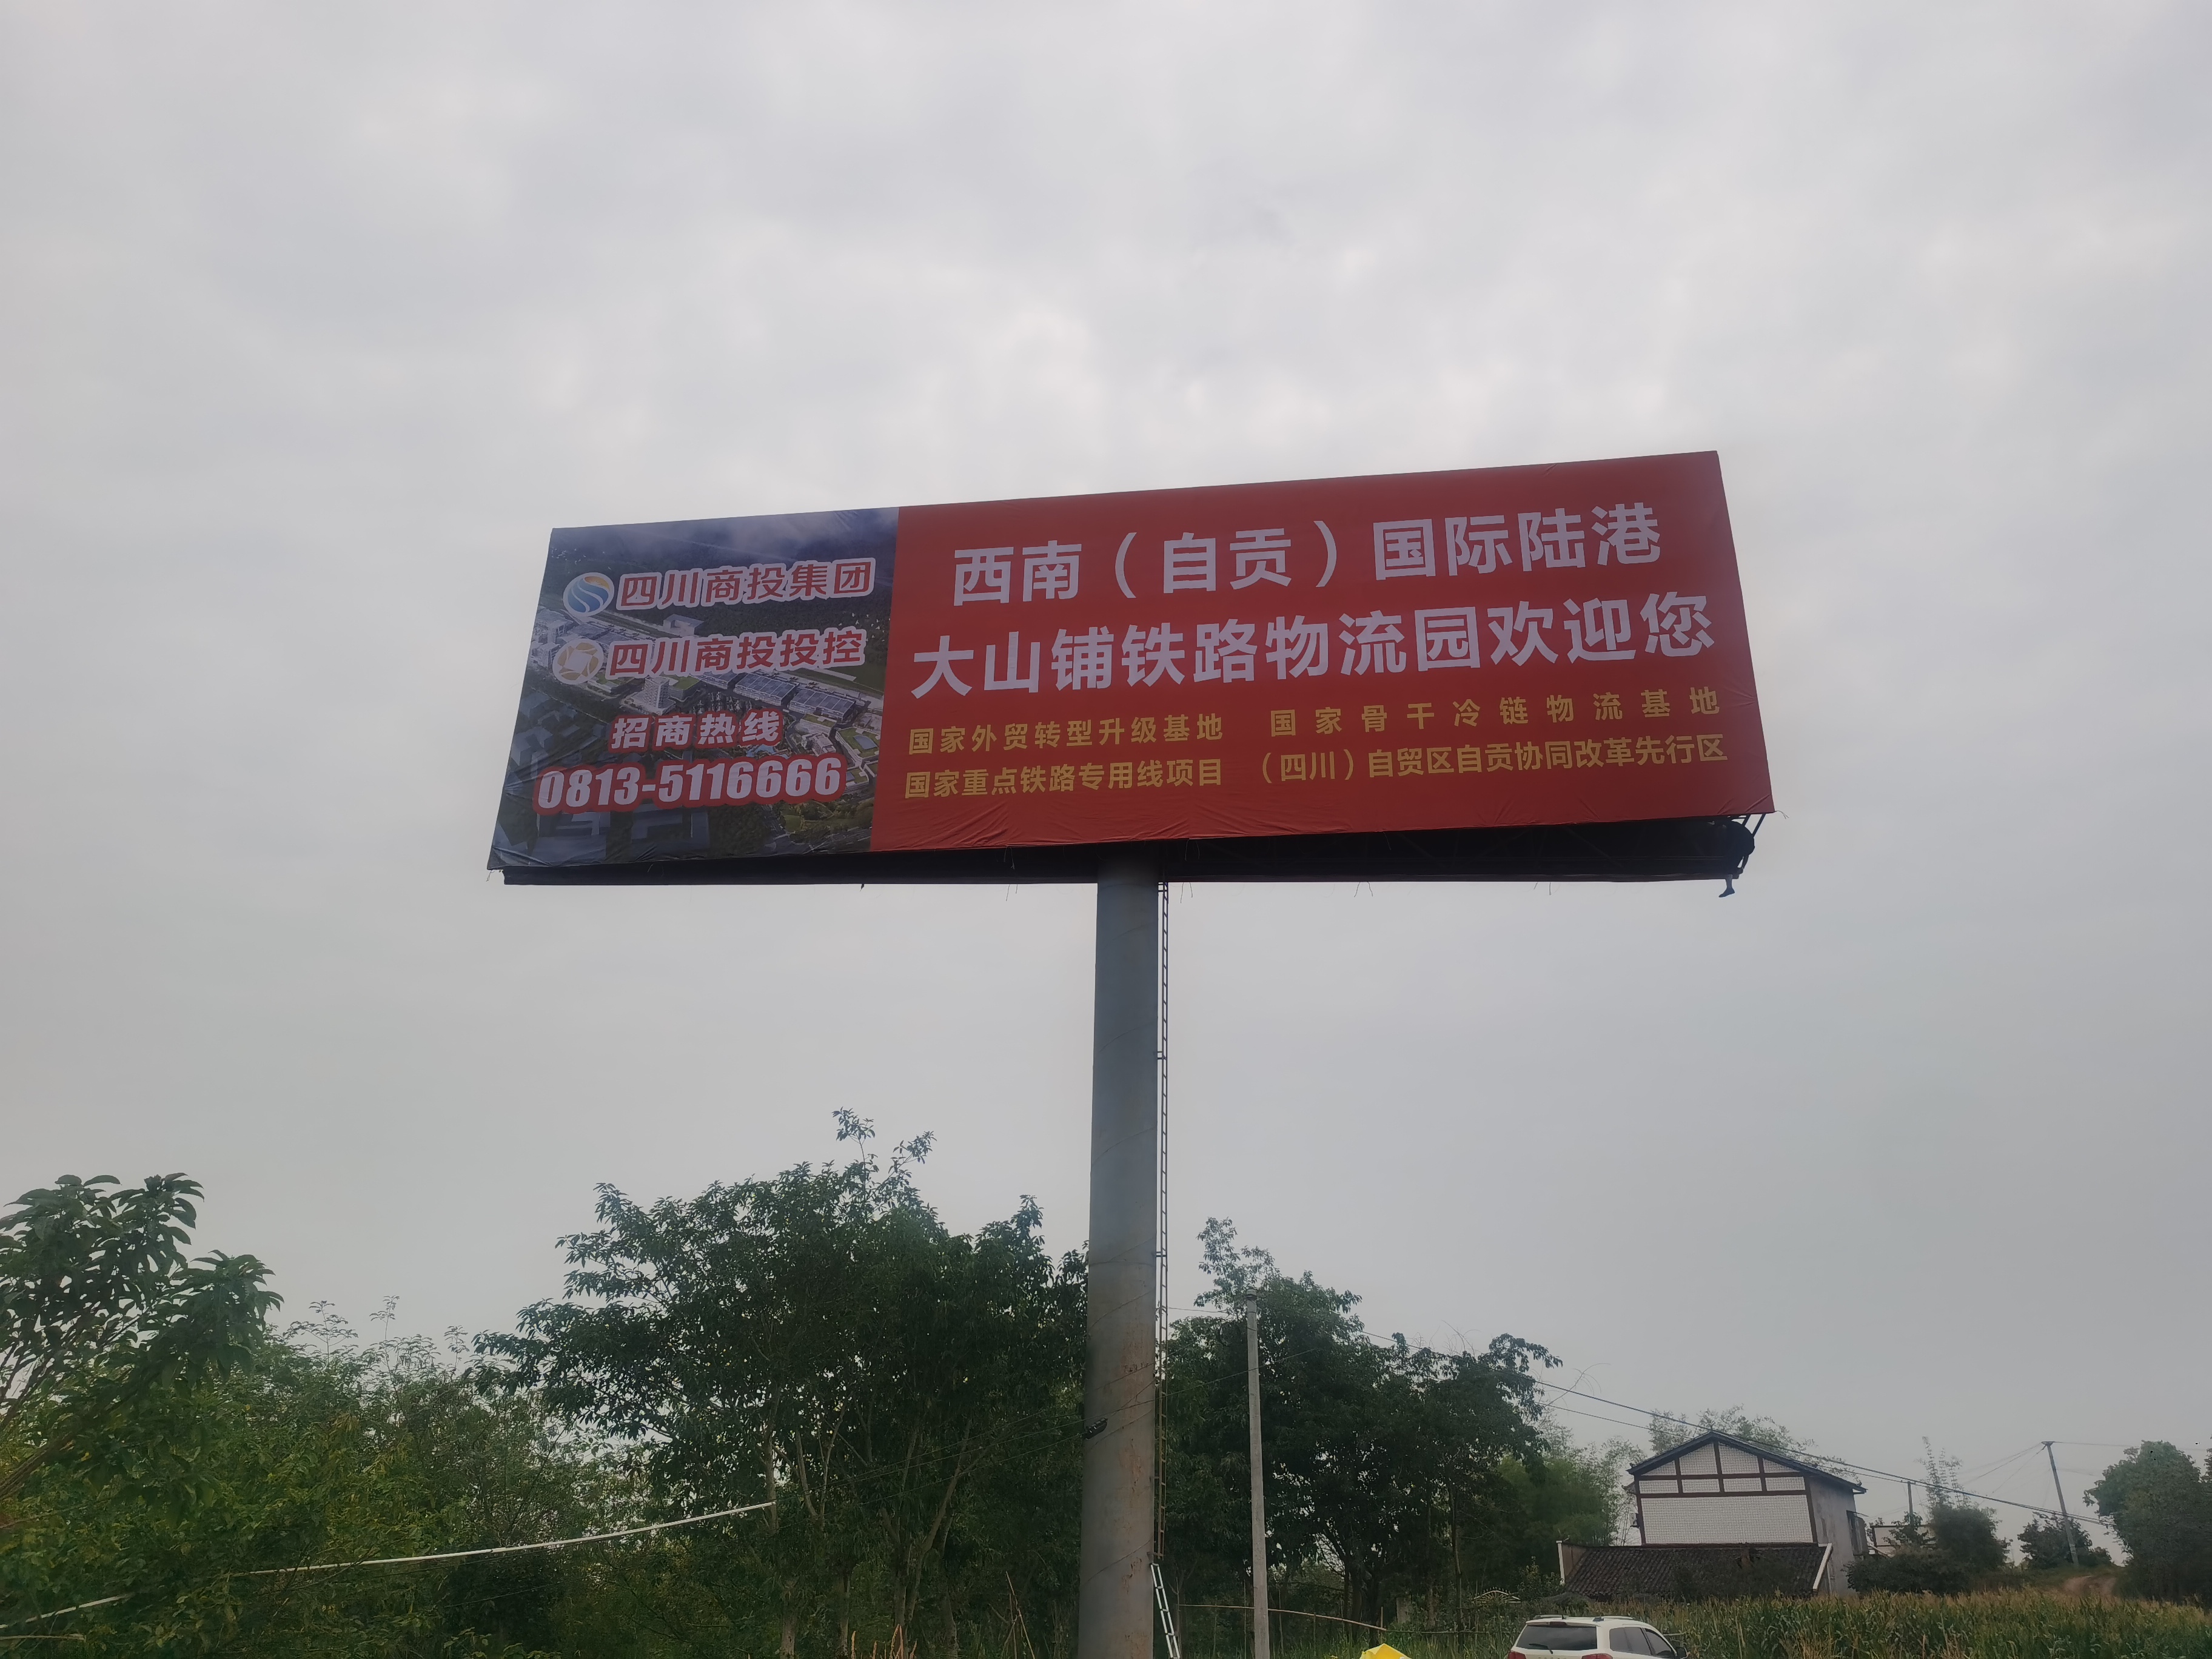 四川商投集团
四川商投投控
招商热线
0813-5116666
西南（自贡）国际陆港
大山铺铁路物流园欢迎您
国家外贸转型升级基地 国家骨干冷链物流基地
国家重点铁路专用线项目 （四川）自贸区自贡协同改革先行区